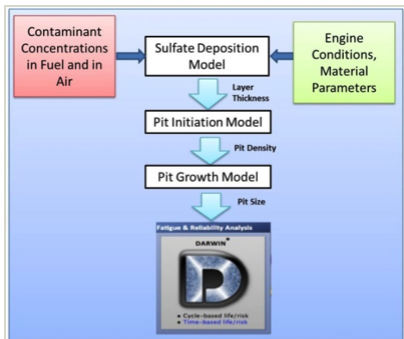 Contaminant
Concentrations
in Fuel and in
Air
Sulfate Deposition
Model
Engine
Conditions,
Material
Parameters
Layer
Thickness
Pit Initiation Model
Pit Density
Pit Growth Model
Pit Size
Fatigue & Reliability Analysis
DARWIN
D
• Cycle-based life/risk
• Time-based life/risk